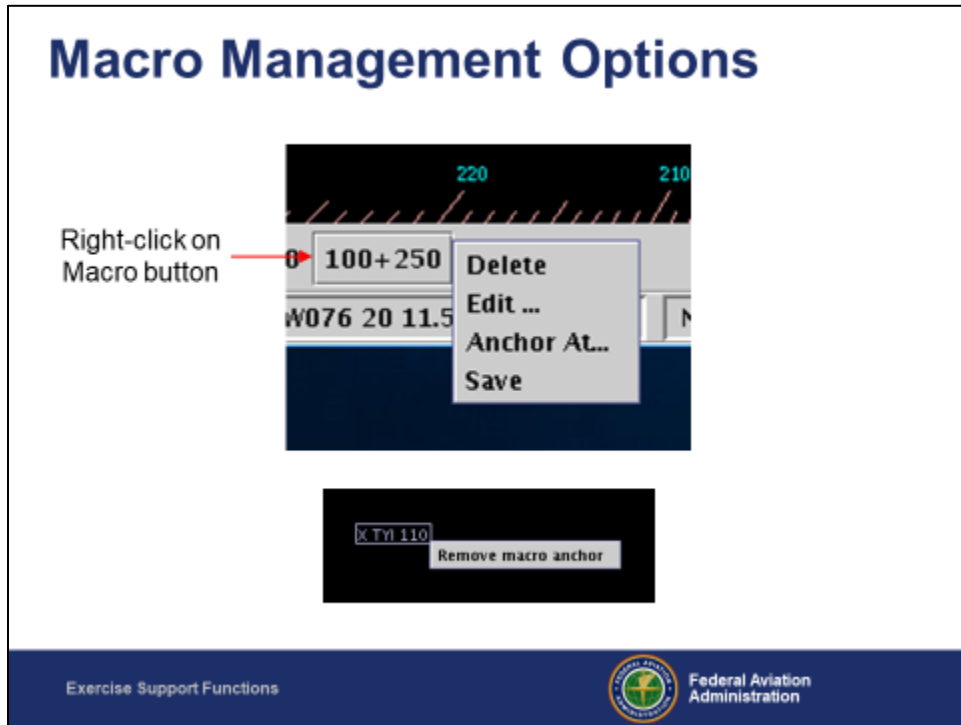 Macro Management Options
220 210
Right-click on
Macro button
100+250
Delete
W076 20 11.5
Edit ...
Anchor At...
Save
X TYI 110
Remove macro anchor
Exercise Support Functions
Federal Aviation
Administration